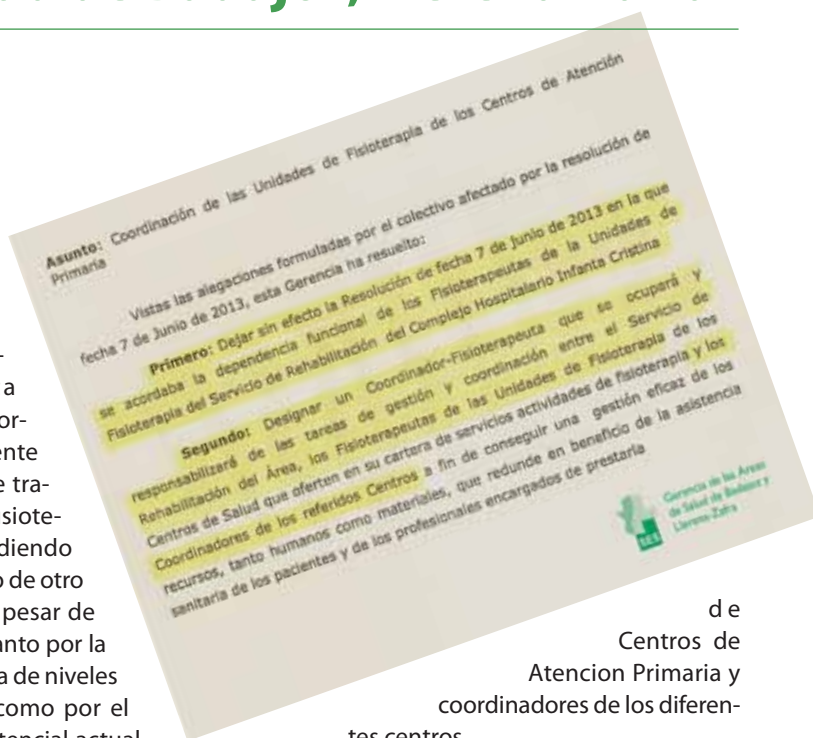 Asunto: Coordinación de las Unidades de Fisioterapia de los Centros de Atención
Primaria
Vistas las alegaciones formuladas por el colectivo afectado por la resolución de
fecha 7 de Junio de 2013, esta Gerencia ha resuelto:
Primero: Dejar sin efecto la Resolución de fecha 7 de Junio de 2013 en la que
se acordaba la dependencia funcional de los Fisioterapeutas de la Unidades de
Fisioterapia del Servicio de Rehabilitación del Complejo Hospitalario Infanta Cristina
Segundo: Designar un Coordinador-Fisioterapeuta que se ocupará y
responsabilizará de las tareas de gestión y coordinación entre el Servicio de
Rehabilitación del Área, los Fisioterapeutas de las Unidades de Fisioterapia de los
Centros de Salud que oferten en su cartera de servicios actividades de fisioterapia y los
Coordinadores de los referidos Centros a fin de conseguir una gestión eficaz de los
recursos, tanto humanos como materiales, que redunde en beneficio de la asistencia
sanitaria de los pacientes y de los profesionales encargados de prestarla
SES
Gerencia de las Areas
de Salud de Badajoz y
Llerena-Zafra
a
or-
ente
e tra-
siote-
diendo
o de otro
pesar de
anto por la
a de niveles
como por el
tencial actual
de
Centros de
Atencion Primaria y
coordinadores de los diferen-
tes centros